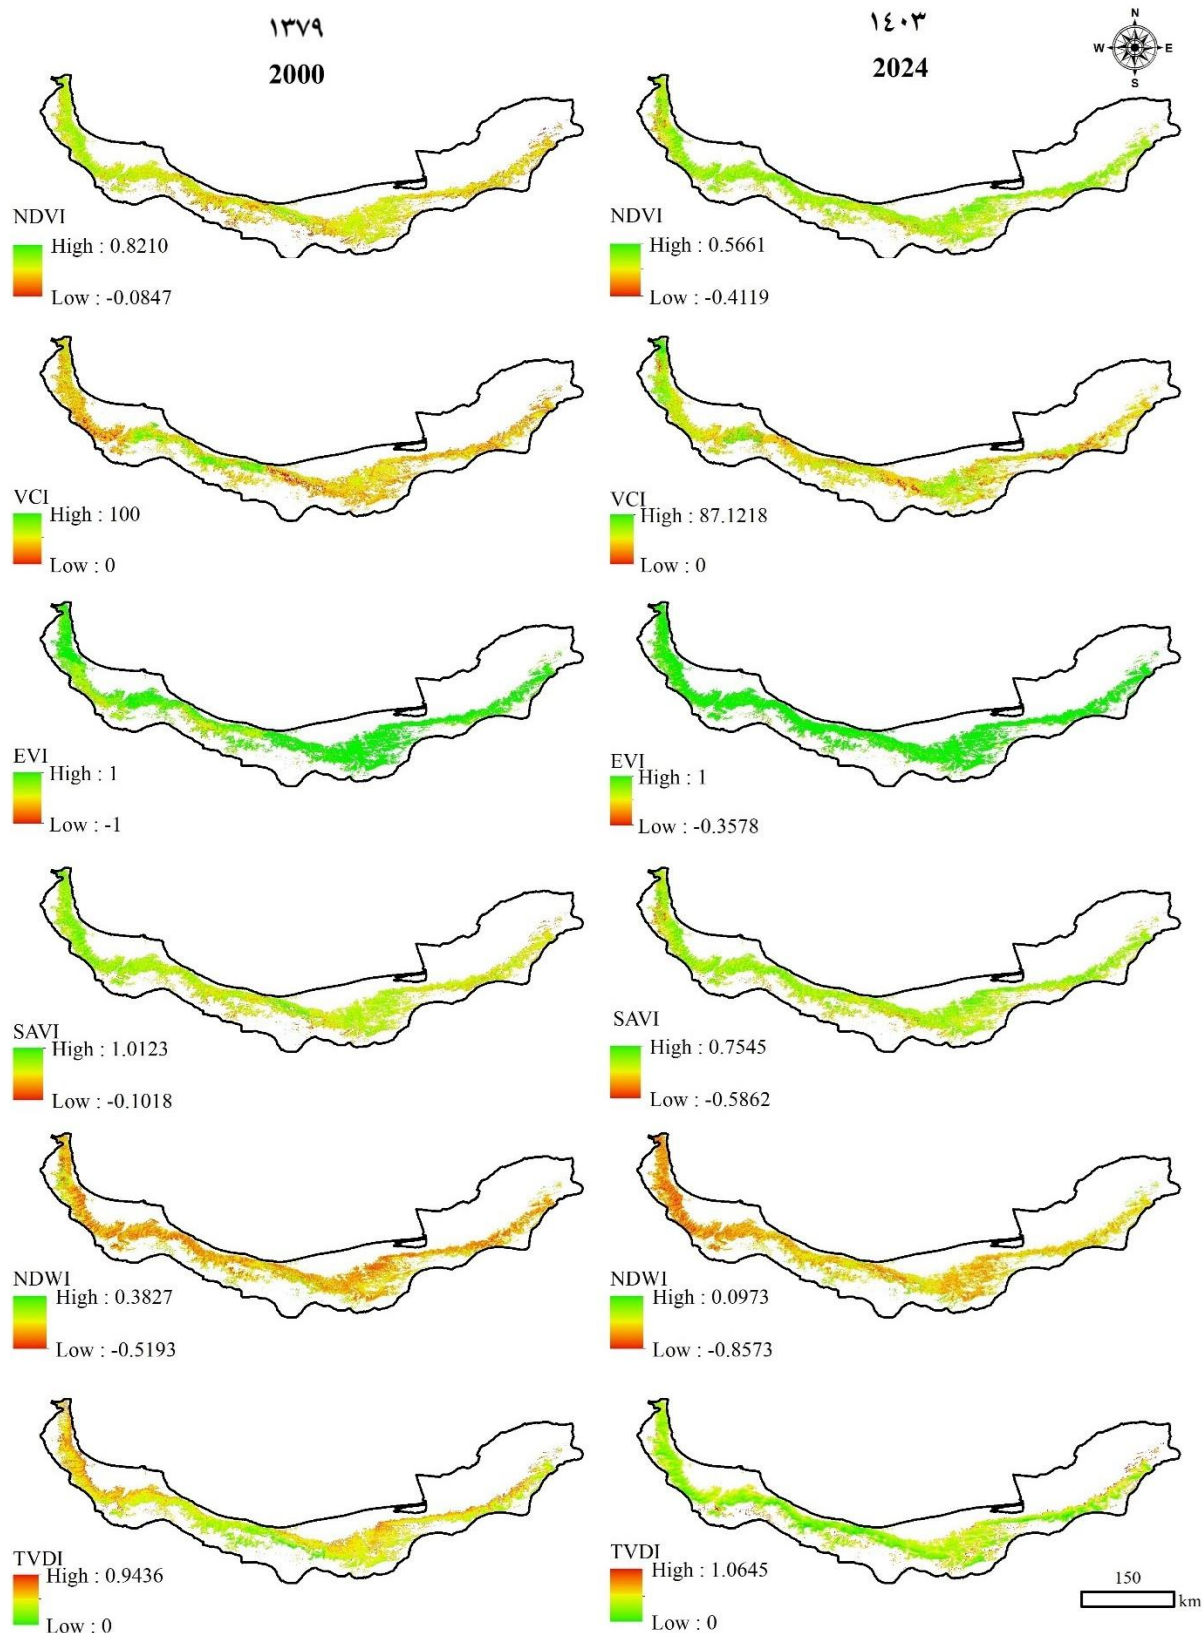 ۱۳۷۹
۱۴۰۳
2000
2024
N
W E
S
NDVI
High : 0.8210
Low : -0.0847
NDVI
High : 0.5661
Low : -0.4119
VCI
High : 100
Low : 0
VCI
High : 87.1218
Low : 0
EVI
High : 1
Low : -1
EVI
High : 1
Low : -0.3578
SAVI
High : 1.0123
Low : -0.1018
SAVI
High : 0.7545
Low : -0.5862
NDWI
High : 0.3827
Low : -0.5193
NDWI
High : 0.0973
Low : -0.8573
TVDI
High : 0.9436
Low : 0
TVDI
High : 1.0645
Low : 0
150
km